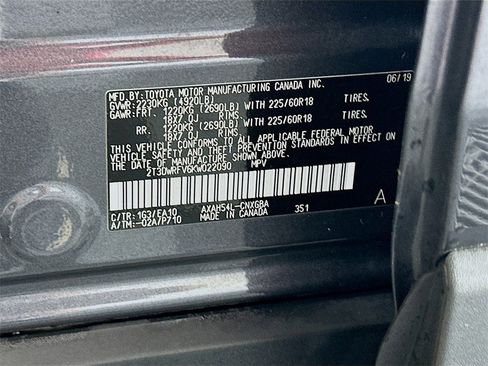 MFD.BY:TOYOTA MOTOR MANUFACTURING CANADA INC. 06/19
GVWR:2230KG (4920LB)
GAWR:FRT. 1220KG (2690LB) WITH 225/60R18 TIRES.
18X7.0J RIMS
RR. 1220KG (2690LB) WITH 225/60R18 TIRES.
18X7.0J RIMS
THIS VEHICLE CONFORMS TO ALL APPLICABLE FEDERAL MOTOR
VEHICLE SAFETY AND THEFT PREVENTION STANDARDS IN EFFECT ON
THE DATE OF MANUFACTURE SHOWN ABOVE.
2T3DWRFV6KW022090 MPV
C/TR:1G3/EA10 AXAH54L-CNXGBA A
A/TM:-02A/P710 MADE IN CANADA 351